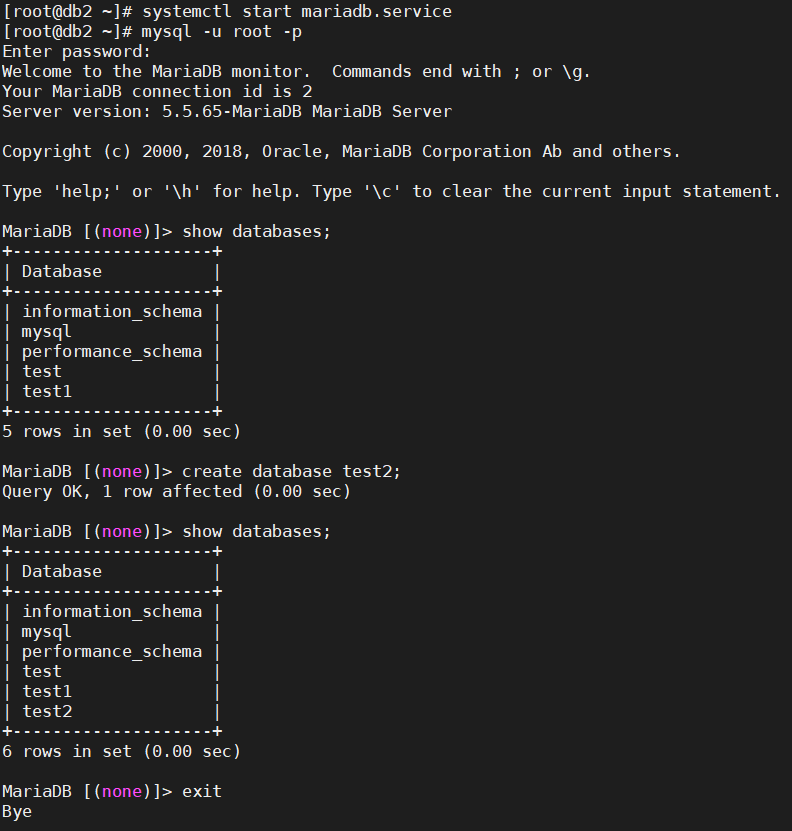 [root@db2 ~]# systemctl start mariadb.service
[root@db2 ~]# mysql -u root -p
Enter password:
Welcome to the MariaDB monitor.  Commands end with ; or \g.
Your MariaDB connection id is 2
Server version: 5.5.65-MariaDB MariaDB Server

Copyright (c) 2000, 2018, Oracle, MariaDB Corporation Ab and others.

Type 'help;' or '\h' for help. Type '\c' to clear the current input statement.

MariaDB [(none)]> show databases;
+--------------------+
| Database           |
+--------------------+
| information_schema |
| mysql              |
| performance_schema |
| test               |
| test1              |
+--------------------+
5 rows in set (0.00 sec)

MariaDB [(none)]> create database test2;
Query OK, 1 row affected (0.00 sec)

MariaDB [(none)]> show databases;
+--------------------+
| Database           |
+--------------------+
| information_schema |
| mysql              |
| performance_schema |
| test               |
| test1              |
| test2              |
+--------------------+
6 rows in set (0.00 sec)

MariaDB [(none)]> exit
Bye